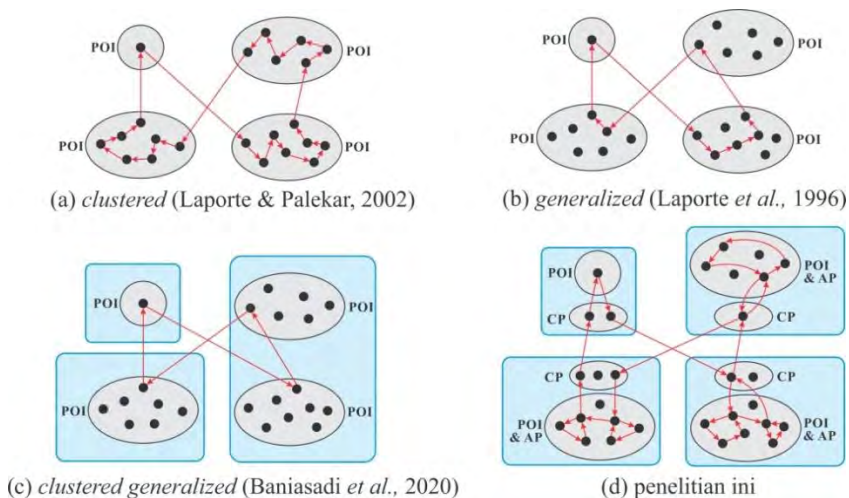 POI
POI
POI
POI
(a) clustered (Laporte & Palekar, 2002)
POI
POI
POI
POI
(b) generalized (Laporte et al., 1996)
POI
POI
POI
POI
(c) clustered generalized (Baniasadi et al., 2020)
POI
CP
POI
& AP
CP
CP
POI
& AP
CP
POI
& AP
(d) penelitian ini